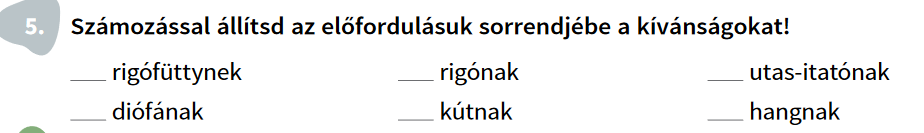 5. Számozással állítsd az előfordulásuk sorrendjébe a kívánságokat!
___ rigófüttynek ___ rigónak ___ utas-itatónak
___ diófának ___ kútnak ___ hangnak